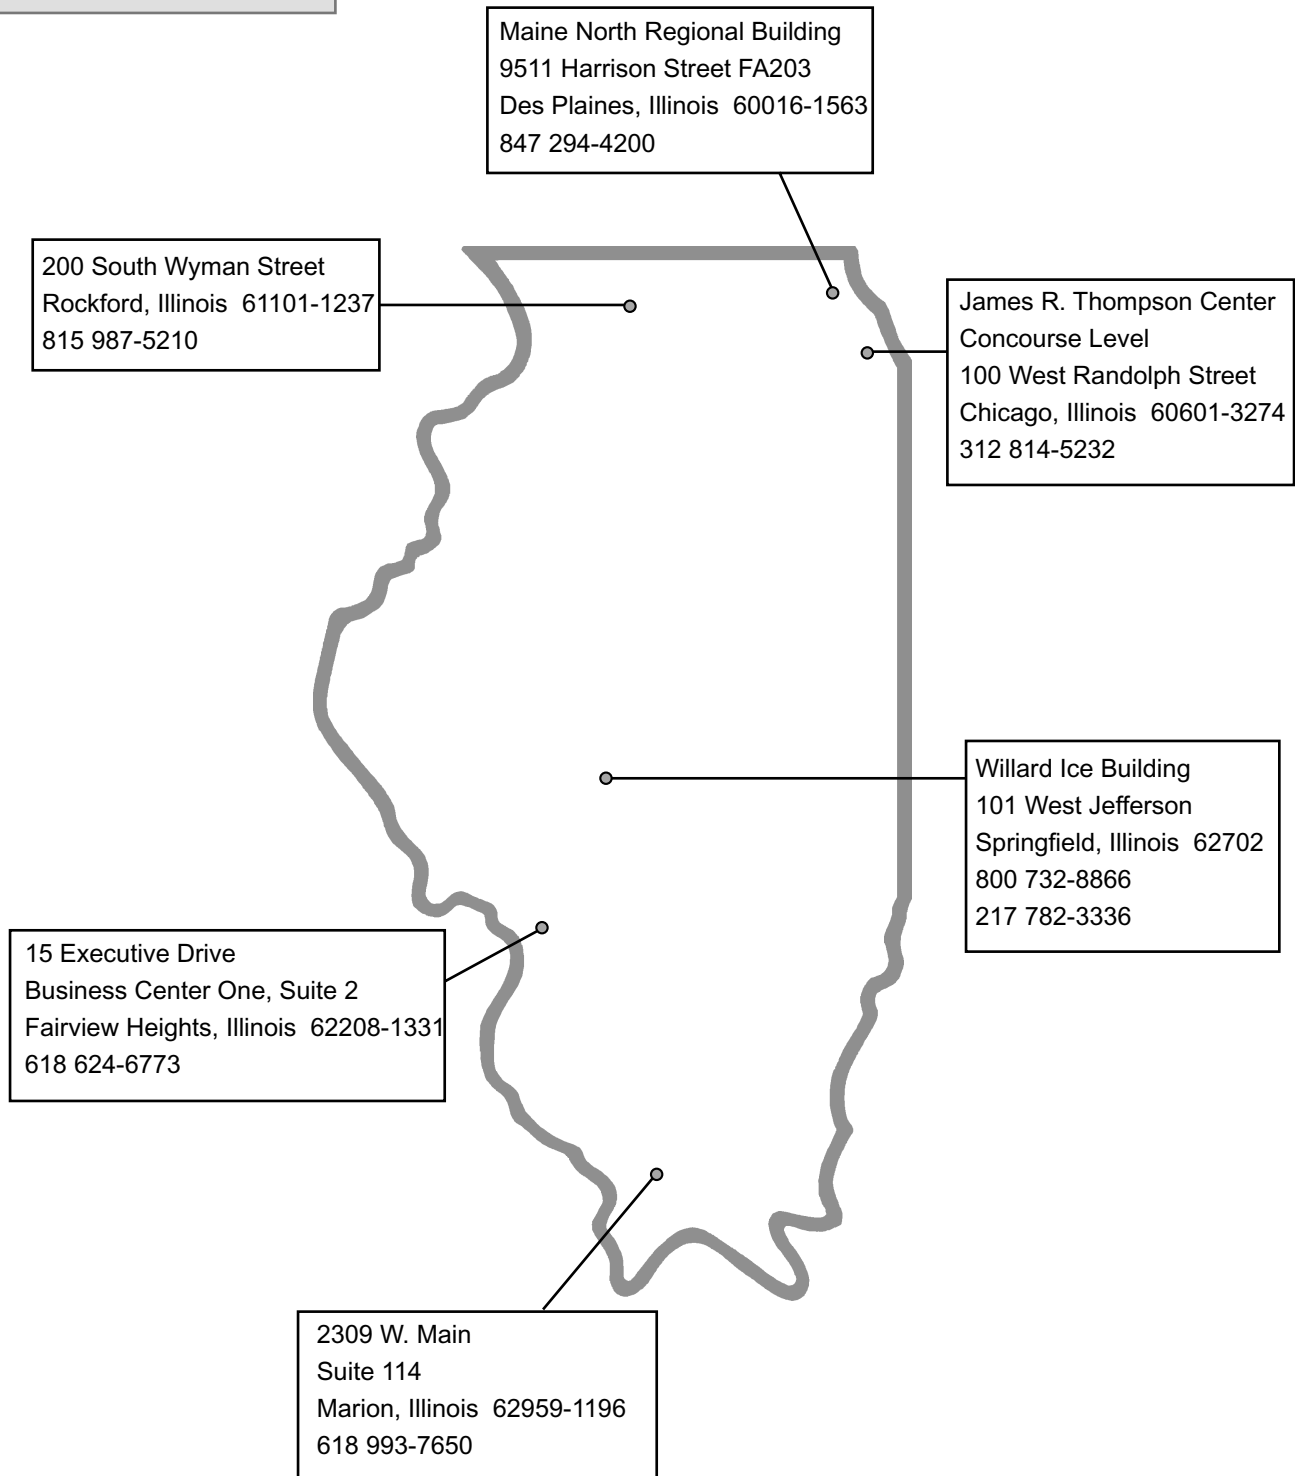 Maine North Regional Building
9511 Harrison Street FA203
Des Plaines, Illinois  60016-1563
847 294-4200
200 South Wyman Street
Rockford, Illinois  61101-1237
815 987-5210
James R. Thompson Center
Concourse Level
100 West Randolph Street
Chicago, Illinois  60601-3274
312 814-5232
Willard Ice Building
101 West Jefferson
Springfield, Illinois  62702
800 732-8866
217 782-3336
15 Executive Drive
Business Center One, Suite 2
Fairview Heights, Illinois  62208-1331
618 624-6773
2309 W. Main
Suite 114
Marion, Illinois  62959-1196
618 993-7650